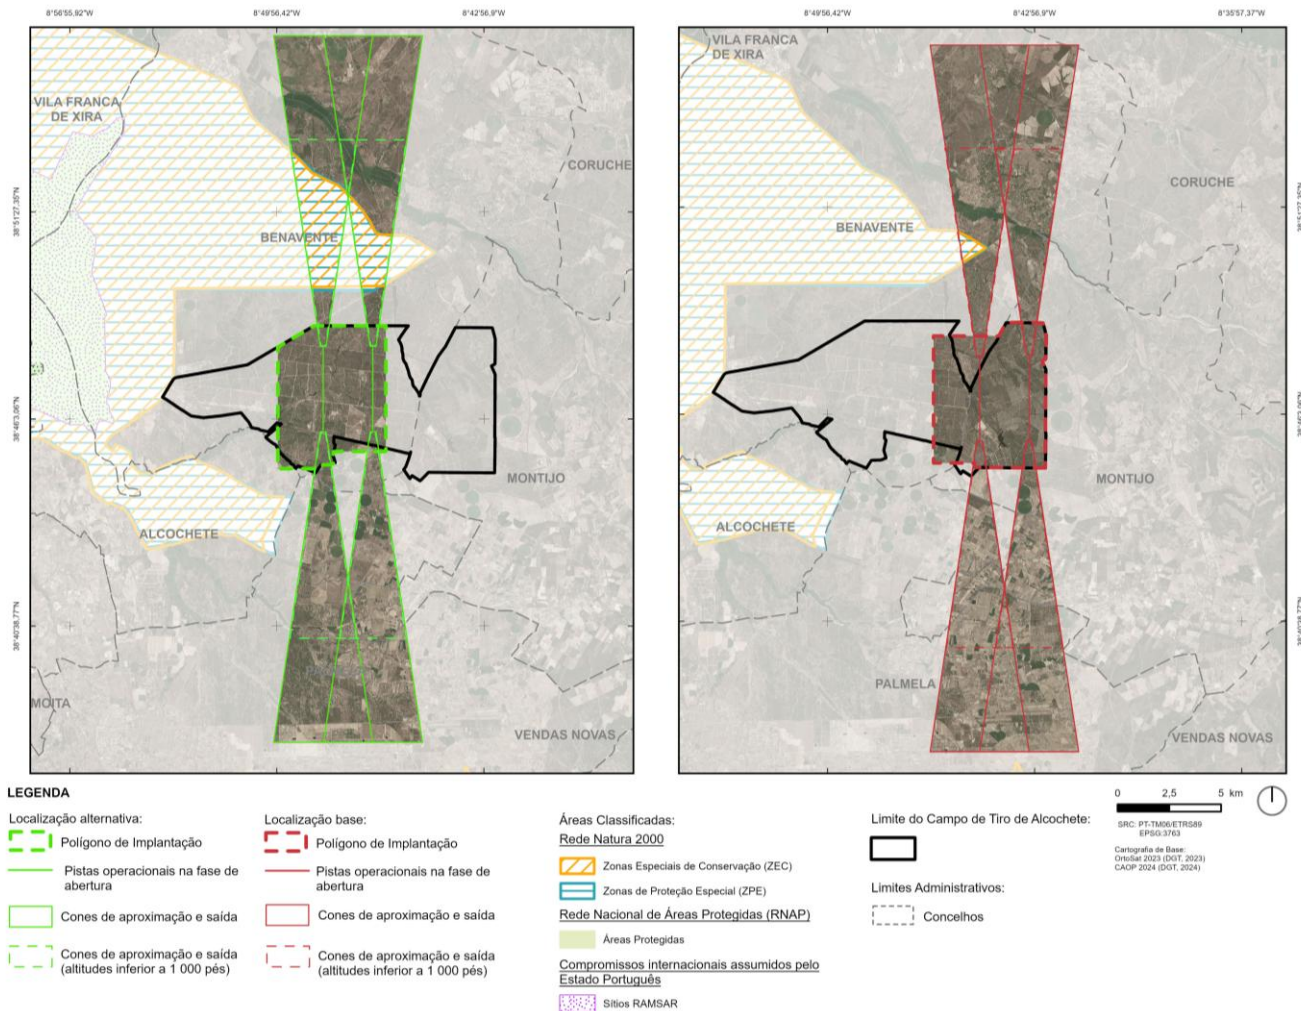 8°56'55,92"W
8°49'56,42"W
8°42'56,9"W
8°49'56,42"W
8°42'56,9"W
8°35'57,37"W
VILA FRANCA
DE XIRA
CORUCHE
BENAVENTE
MONTIJO
ALCOCHETE
MOITA
VENDAS NOVAS
38°51'27,35"N
38°46'3,06"N
38°40'38,77"N
VILA FRANCA
DE XIRA
CORUCHE
BENAVENTE
MONTIJO
ALCOCHETE
PALMELA
VENDAS NOVAS
LEGENDA
Localização alternativa:
Polígono de Implantação
Pistas operacionais na fase de
abertura
Cones de aproximação e saída
Cones de aproximação e saída
(altitudes inferior a 1 000 pés)
Localização base:
Polígono de Implantação
Pistas operacionais na fase de
abertura
Cones de aproximação e saída
Cones de aproximação e saída
(altitudes inferior a 1 000 pés)
Áreas Classificadas:
Rede Natura 2000
Zonas Especiais de Conservação (ZEC)
Zonas de Proteção Especial (ZPE)
Rede Nacional de Áreas Protegidas (RNAP)
Áreas Protegidas
Compromissos internacionais assumidos pelo
Estado Português
Sítios RAMSAR
Limite do Campo de Tiro de Alcochete:
Limites Administrativos:
Concelhos
0 2,5 5 km
SRC: PT-TM06/ETRS89
EPSG:3763
Cartografia de Base:
OrtoSat 2023 (DGT, 2023)
CAOP 2024 (DGT, 2024)